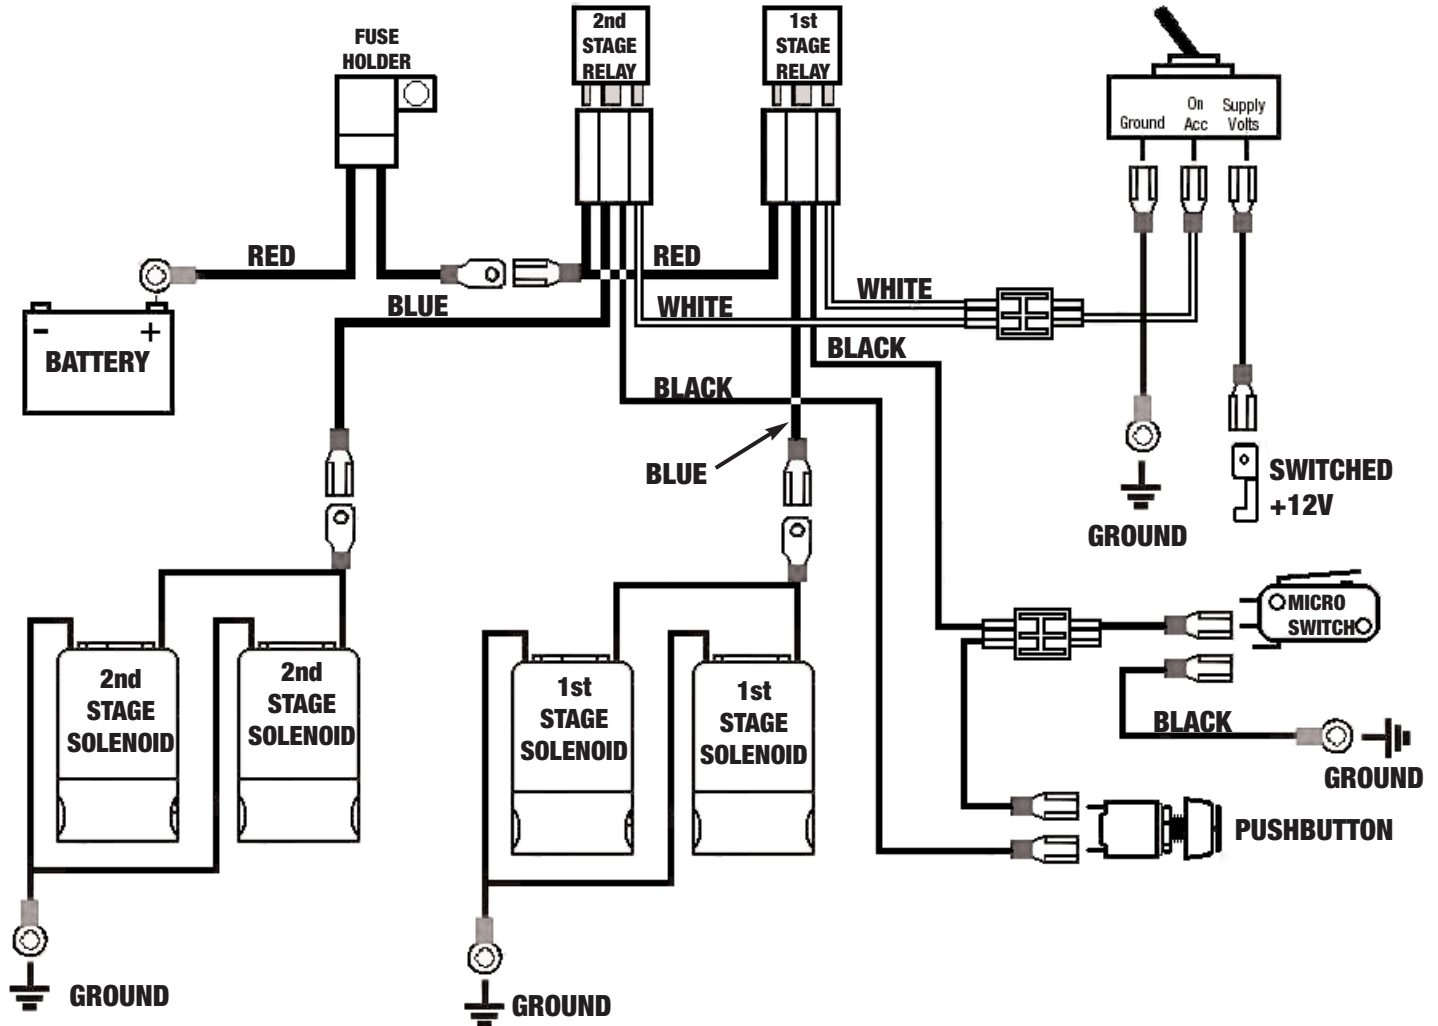 FUSE
HOLDER
2nd
STAGE
RELAY
1st
STAGE
RELAY
Ground
On
Acc
Supply
Volts
RED
RED
BLUE
WHITE
WHITE
- +
BATTERY
BLACK
BLACK
BLUE
SWITCHED
+12V
GROUND
MICRO
SWITCH
2nd
STAGE
SOLENOID
2nd
STAGE
SOLENOID
1st
STAGE
SOLENOID
1st
STAGE
SOLENOID
BLACK
GROUND
PUSHBUTTON
GROUND
GROUND